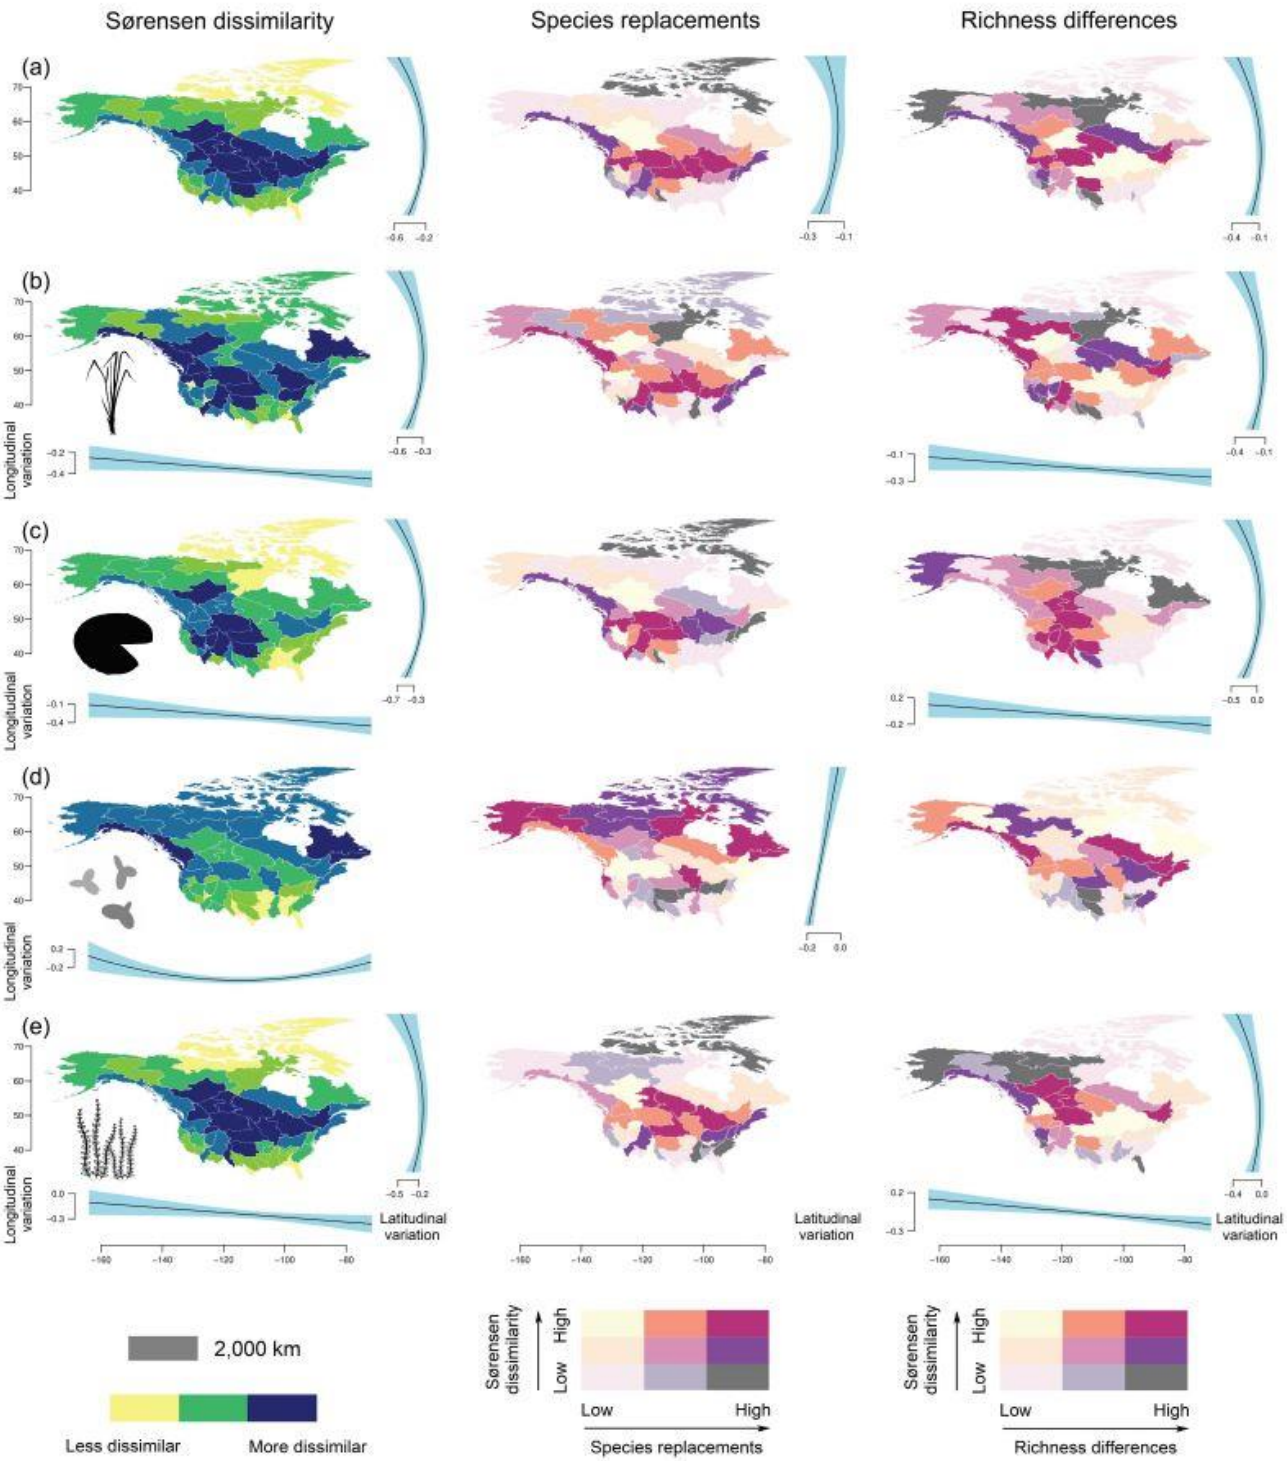 Sørensen dissimilarity Species replacements Richness differences
(a)
70
60
50
40
−0.6 −0.2
−0.3 −0.1
−0.4 −0.1
(b)
70
60
50
40
−0.6 −0.3
−0.4 −0.1
Longitudinal
variation
−0.2
−0.4
−0.1
−0.3
(c)
70
60
50
40
−0.7 −0.3
−0.5 0.0
Longitudinal
variation
−0.1
−0.4
0.2
−0.2
(d)
70
60
50
40
−0.2 0.0
Longitudinal
variation
0.2
−0.2
(e)
70
60
50
40
−0.5 −0.2
−0.4 0.0
Longitudinal
variation
0.0
−0.3
0.2
−0.3
Latitudinal
variation
Latitudinal
variation
Latitudinal
variation
−160 −140 −120 −100 −80
−160 −140 −120 −100 −80
−160 −140 −120 −100 −80
2,000 km
Less dissimilar More dissimilar
Sørensen
dissimilarity
Low High
Low High
Species replacements
Sørensen
dissimilarity
Low High
Low High
Richness differences